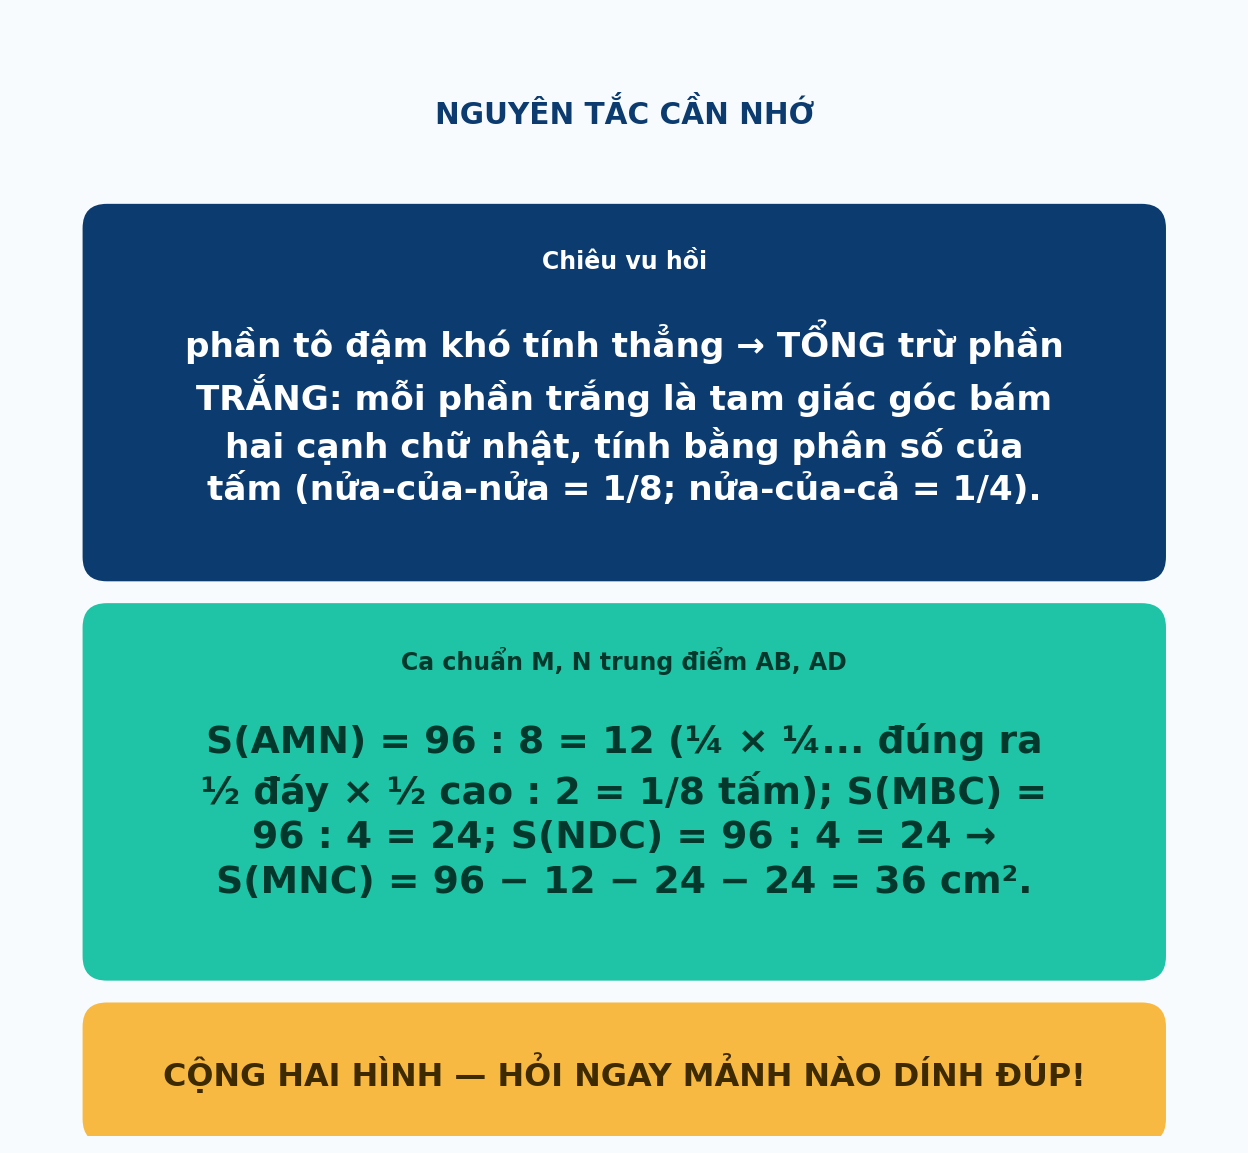 NGUYÊN TẮC CẦN NHỚ
Chiêu vu hồi
phần tô đậm khó tính thẳng → TỔNG trừ phần
TRẮNG: mỗi phần trắng là tam giác góc bám
hai cạnh chữ nhật, tính bằng phân số của
tấm (nửa-của-nửa = 1/8; nửa-của-cả = 1/4).
Ca chuẩn M, N trung điểm AB, AD
S(AMN) = 96 : 8 = 12 (¼ × ¼... đúng ra
½ đáy × ½ cao : 2 = 1/8 tấm); S(MBC) =
96 : 4 = 24; S(NDC) = 96 : 4 = 24 →
S(MNC) = 96 − 12 − 24 − 24 = 36 cm².
CỘNG HAI HÌNH — HỎI NGAY MẢNH NÀO DÍNH ĐÚP!